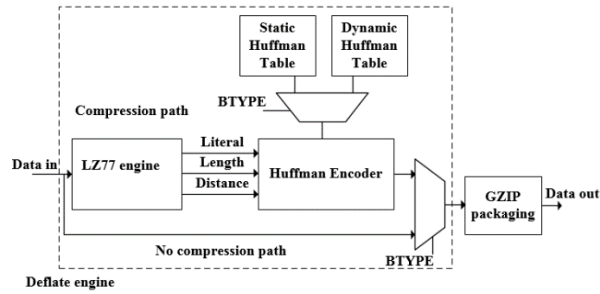 Static
Huffman
Table
Dynamic
Huffman
Table
BTYPE
Compression path
Data in
LZ77 engine
Literal
Length
Distance
Huffman Encoder
GZIP
packaging
Data out
No compression path
BTYPE
Deflate engine